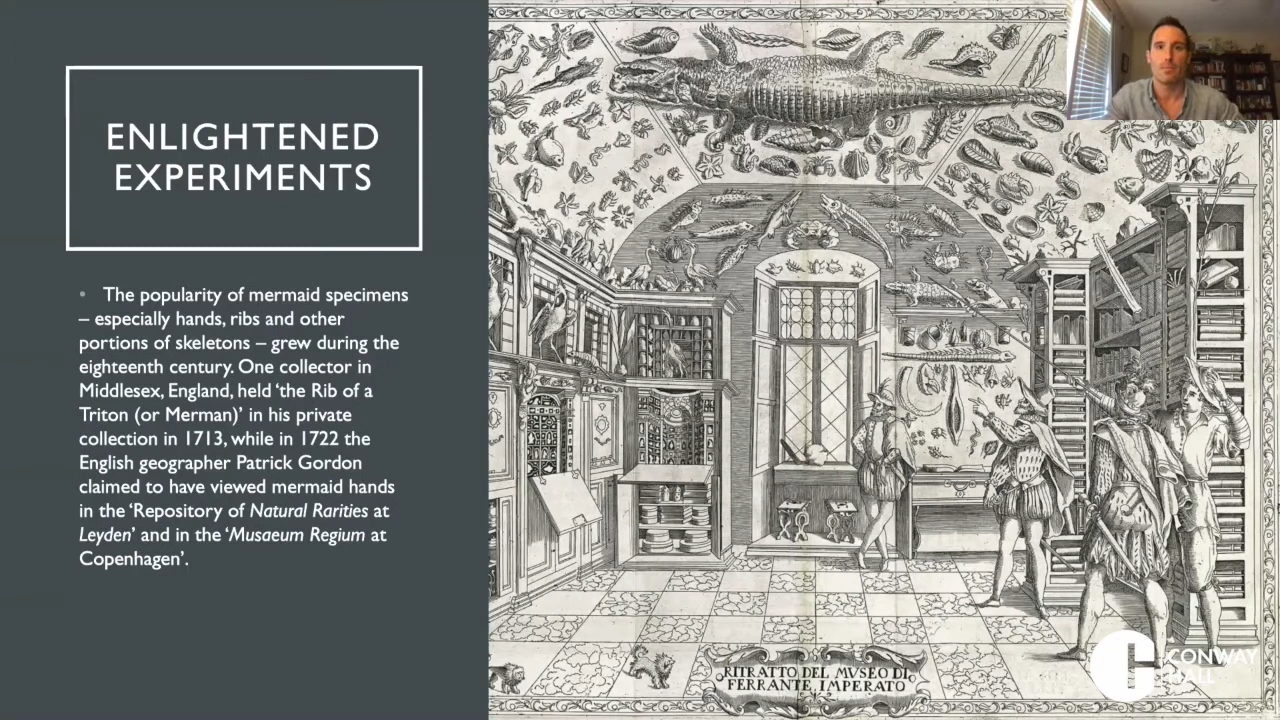 ENLIGHTENED
EXPERIMENTS
• The popularity of mermaid specimens
– especially hands, ribs and other
portions of skeletons – grew during the
eighteenth century. One collector in
Middlesex, England, held ‘the Rib of a
Triton (or Merman)’ in his private
collection in 1713, while in 1722 the
English geographer Patrick Gordon
claimed to have viewed mermaid hands
in the ‘Repository of Natural Rarities at
Leyden’ and in the ‘Musaeum Regium at
Copenhagen’.
RITRATTO DEL MVSEO DI
FERRANTE IMPERATO
CONWAY
HALL